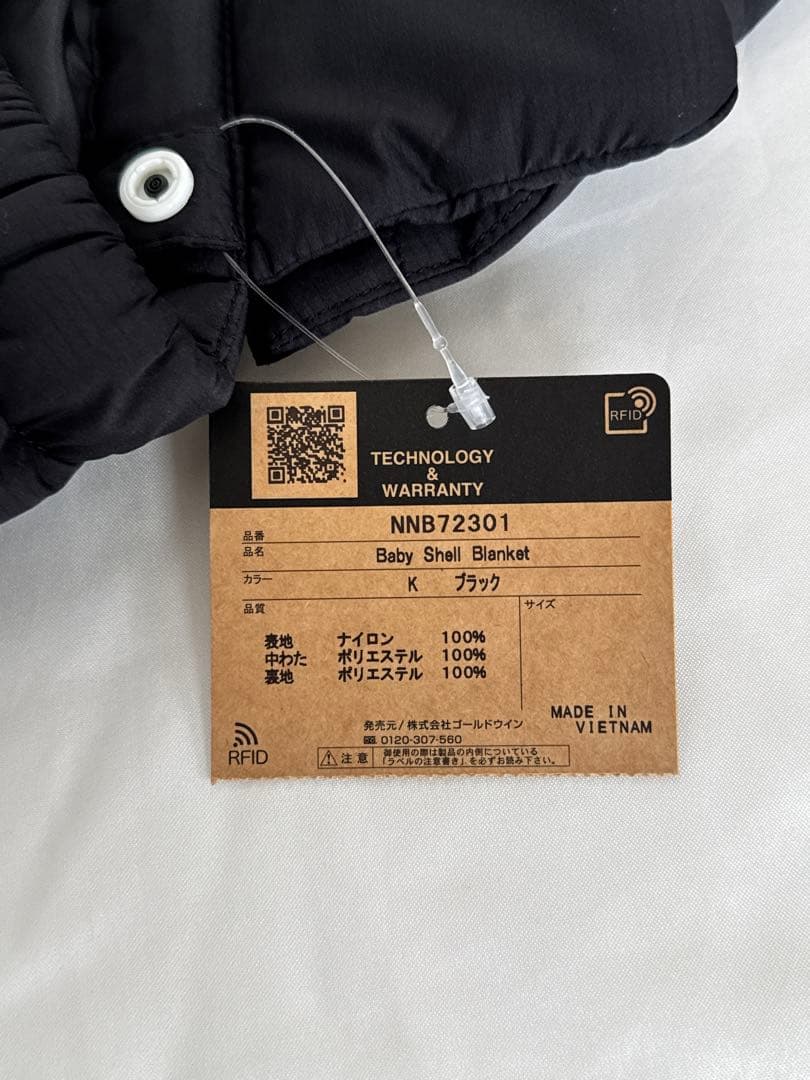 RFID
TECHNOLOGY
&
WARRANTY
品番 NNB72301
品名 Baby Shell Blanket
カラー K ブラック
品質 サイズ
表地 ナイロン 100%
中わた ポリエステル 100%
裏地 ポリエステル 100%
MADE IN
VIETNAM
発売元/株式会社ゴールドウイン
0120-307-560
RFID
注意 御使用の際は製品の内側についている
「ラベルの注意書き」を必ずお読み下さい。